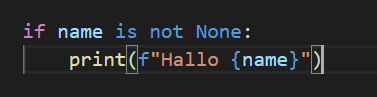 if name is not None:
    print(f"Hallo {name}")